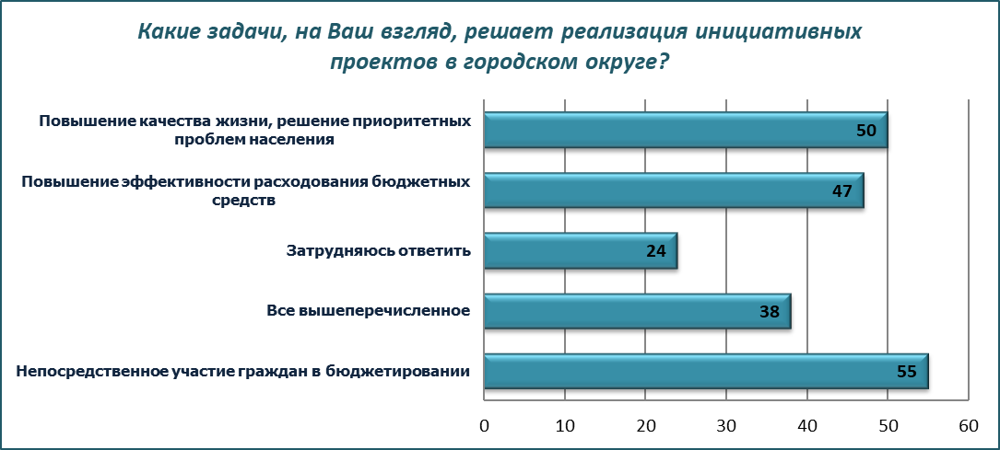 Какие задачи, на Ваш взгляд, решает реализация инициативных
проектов в городском округе?
Повышение качества жизни, решение приоритетных
проблем населения
50
Повышение эффективности расходования бюджетных
средств
47
Затрудняюсь ответить
24
Все вышеперечисленное
38
Непосредственное участие граждан в бюджетировании
55
0 10 20 30 40 50 60